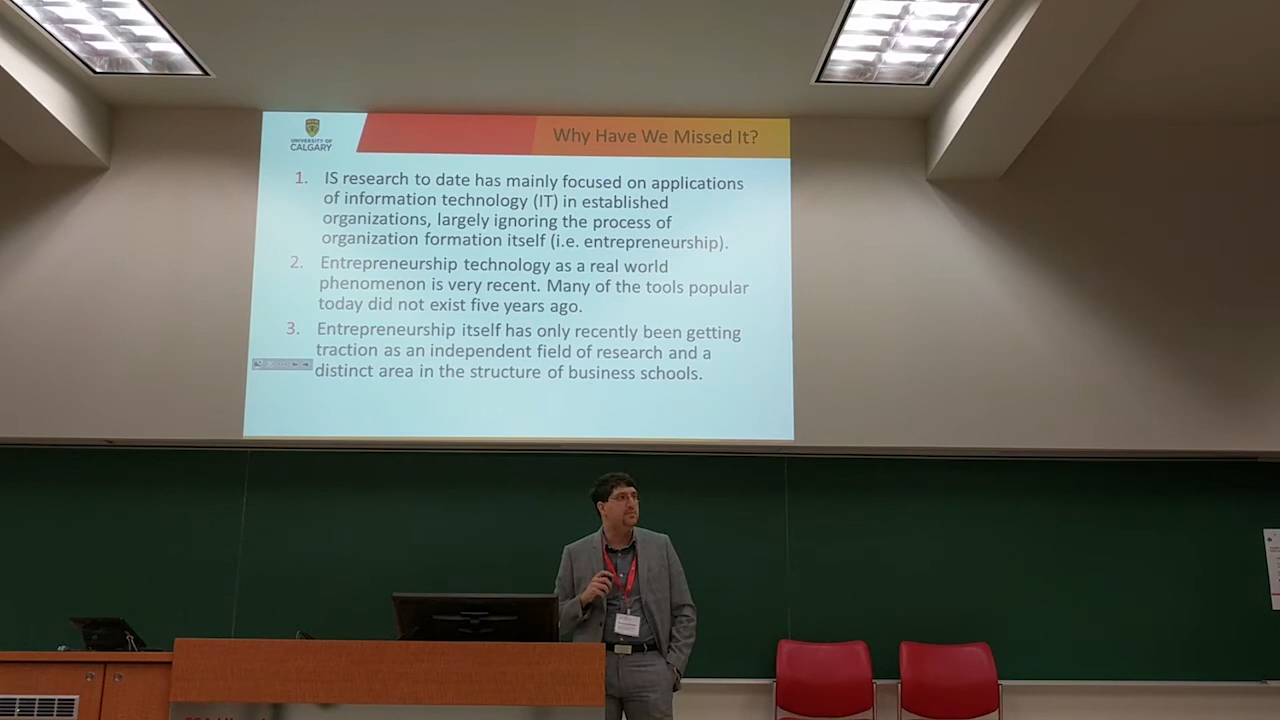 UNIVERSITY OF
CALGARY
Why Have We Missed It?
1. IS research to date has mainly focused on applications
of information technology (IT) in established
organizations, largely ignoring the process of
organization formation itself (i.e. entrepreneurship).
2. Entrepreneurship technology as a real world
phenomenon is very recent. Many of the tools popular
today did not exist five years ago.
3. Entrepreneurship itself has only recently been getting
traction as an independent field of research and a
distinct area in the structure of business schools.